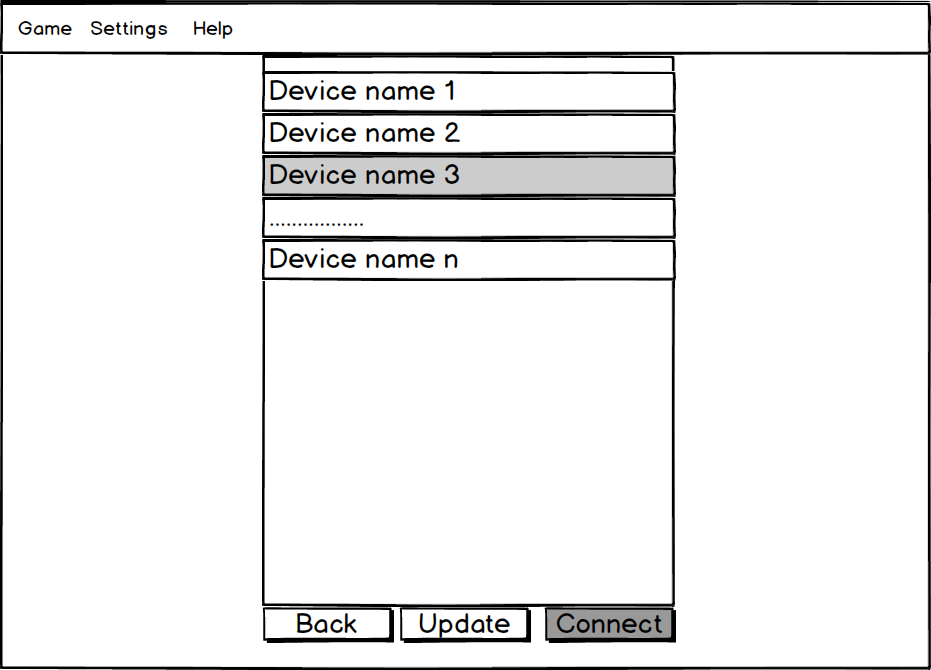 Game Settings Help
Device name 1
Device name 2
Device name 3
.................
Device name n
Back Update Connect